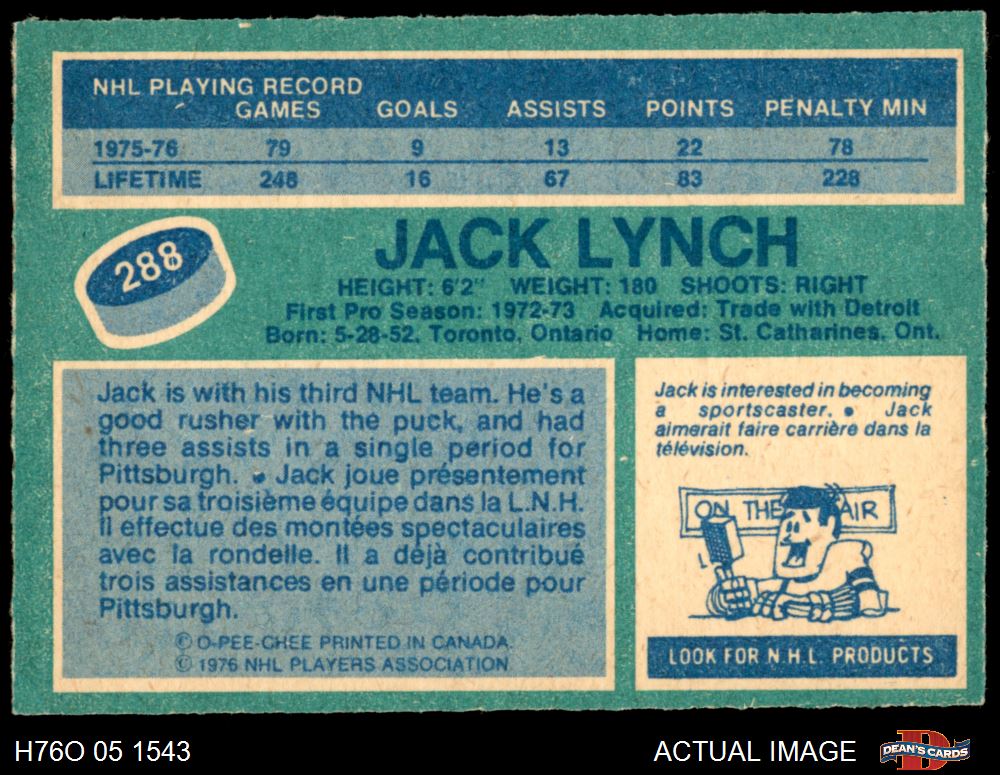 NHL PLAYING RECORD
GAMES GOALS ASSISTS POINTS PENALTY MIN
1975-76 79 9 13 22 78
LIFETIME 246 16 67 83 228
288
JACK LYNCH
HEIGHT: 6'2" WEIGHT: 180 SHOOTS: RIGHT
First Pro Season: 1972-73 Acquired: Trade with Detroit
Born: 5-28-52, Toronto, Ontario Home: St. Catharines, Ont.
Jack is with his third NHL team. He's a
good rusher with the puck, and had
three assists in a single period for
Pittsburgh. • Jack joue présentement
pour sa troisième équipe dans la L.N.H.
Il effectue des montées spectaculaires
avec la rondelle. Il a déjà contribué
trois assistances en une période pour
Pittsburgh.
© O-PEE-CHEE PRINTED IN CANADA.
© 1976 NHL PLAYERS ASSOCIATION
Jack is interested in becoming
a sportscaster. • Jack
aimerait faire carrière dans la
télévision.
ON THE AIR
LOOK FOR N.H.L. PRODUCTS
H76O 05 1543
ACTUAL IMAGE
D
DEAN'S CARDS